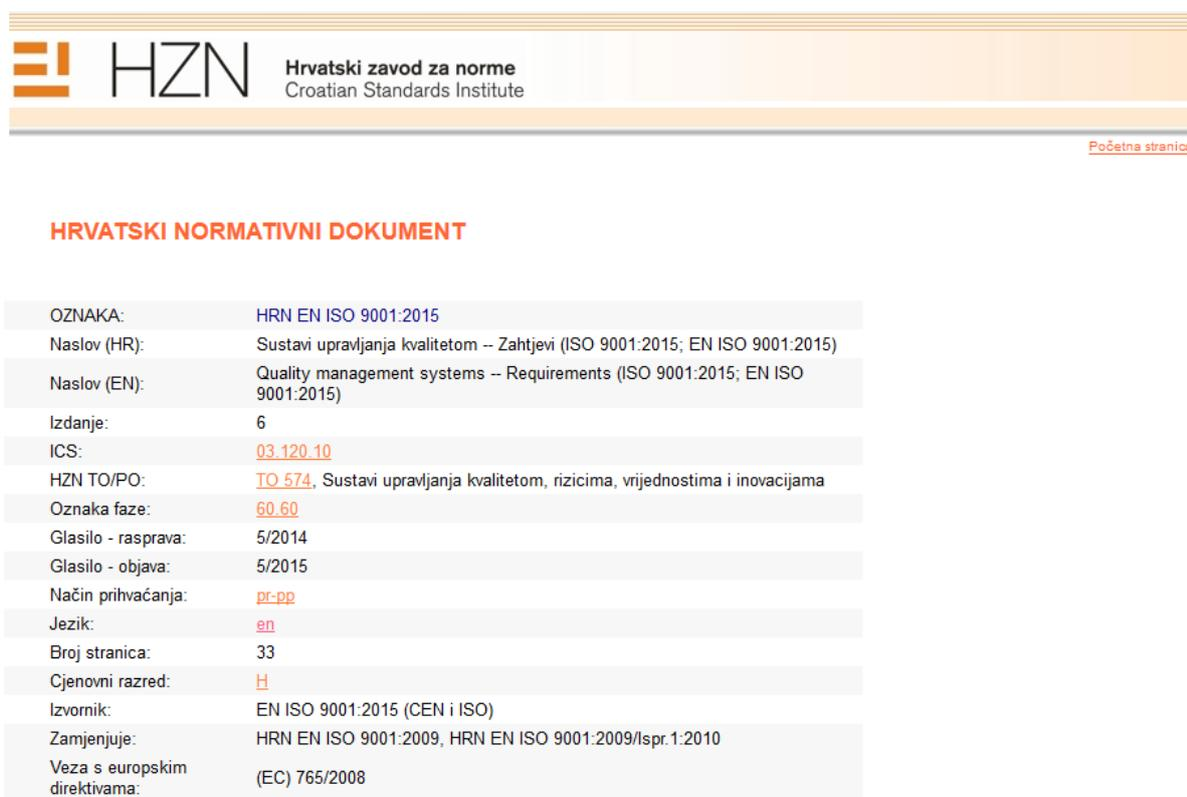 HZN
Hrvatski zavod za norme
Croatian Standards Institute
Početna stranica
HRVATSKI NORMATIVNI DOKUMENT
OZNAKA: HRN EN ISO 9001:2015
Naslov (HR): Sustavi upravljanja kvalitetom -- Zahtjevi (ISO 9001:2015; EN ISO 9001:2015)
Naslov (EN): Quality management systems -- Requirements (ISO 9001:2015; EN ISO
9001:2015)
Izdanje: 6
ICS: 03.120.10
HZN TO/PO: TO 574, Sustavi upravljanja kvalitetom, rizicima, vrijednostima i inovacijama
Oznaka faze: 60.60
Glasilo - rasprava: 5/2014
Glasilo - objava: 5/2015
Način prihvaćanja: pr-pp
Jezik: en
Broj stranica: 33
Cjenovni razred: H
Izvornik: EN ISO 9001:2015 (CEN i ISO)
Zamjenjuje: HRN EN ISO 9001:2009, HRN EN ISO 9001:2009/Ispr.1:2010
Veza s europskim
direktivama: (EC) 765/2008